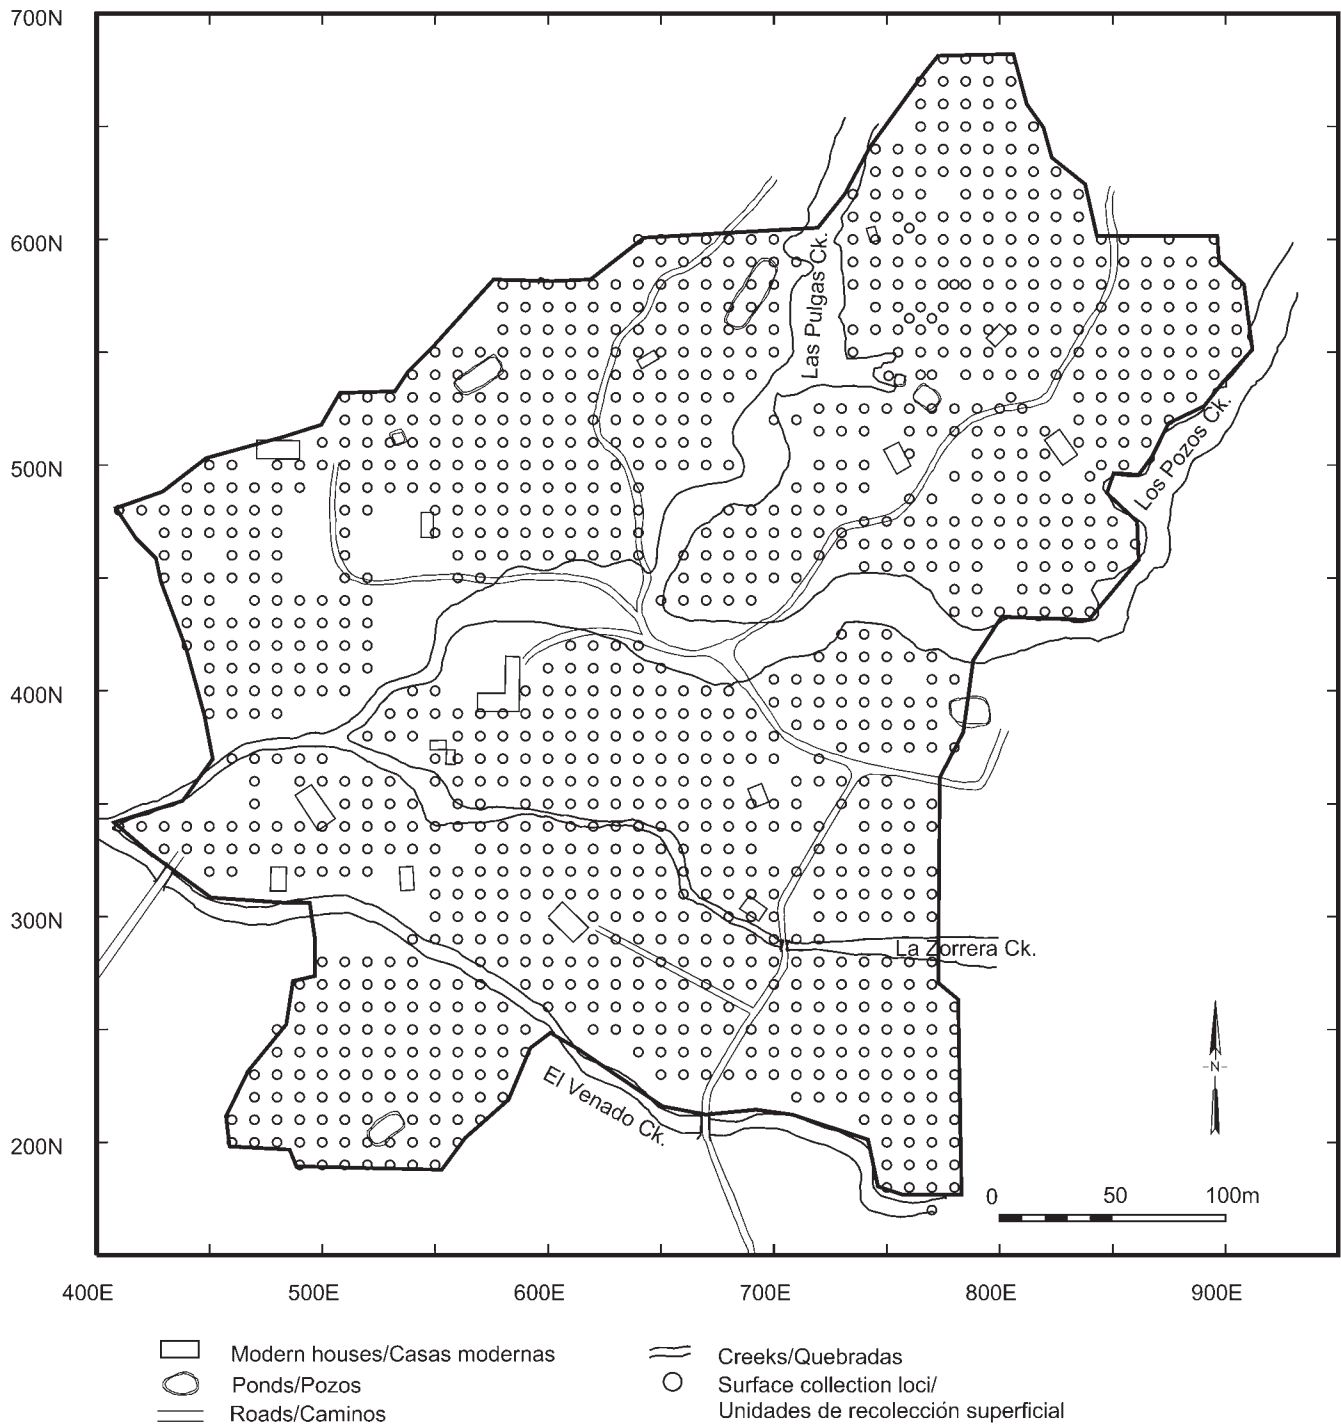 700N
600N
500N
400N
300N
200N
400E 500E 600E 700E 800E 900E
Las Pulgas Ck.
Los Pozos Ck.
La Zorrera Ck.
El Venado Ck.
N
0 50 100m
Modern houses/Casas modernas
Ponds/Pozos
Roads/Caminos
Creeks/Quebradas
Surface collection loci/
Unidades de recolección superficial